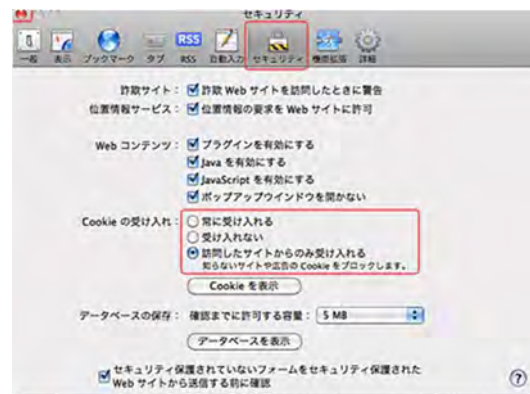 セキュリティ
一般 表示 ブックマーク タブ RSS 自動入力 セキュリティ 機能拡張 詳細
RSS
詐欺サイト： 詐欺 Web サイトを訪問したときに警告
位置情報サービス： 位置情報の要求を Web サイトに許可
Web コンテンツ： プラグインを有効にする
Java を有効にする
JavaScript を有効にする
ポップアップウインドウを開かない
Cookie の受け入れ： 常に受け入れる
受け入れない
訪問したサイトからのみ受け入れる
知らないサイトや広告の Cookie をブロックします。
Cookie を表示
データベースの保存： 確認までに許可する容量： 5 MB
データベースを表示
セキュリティ保護されていないフォームをセキュリティ保護された
Web サイトから送信する前に確認
?